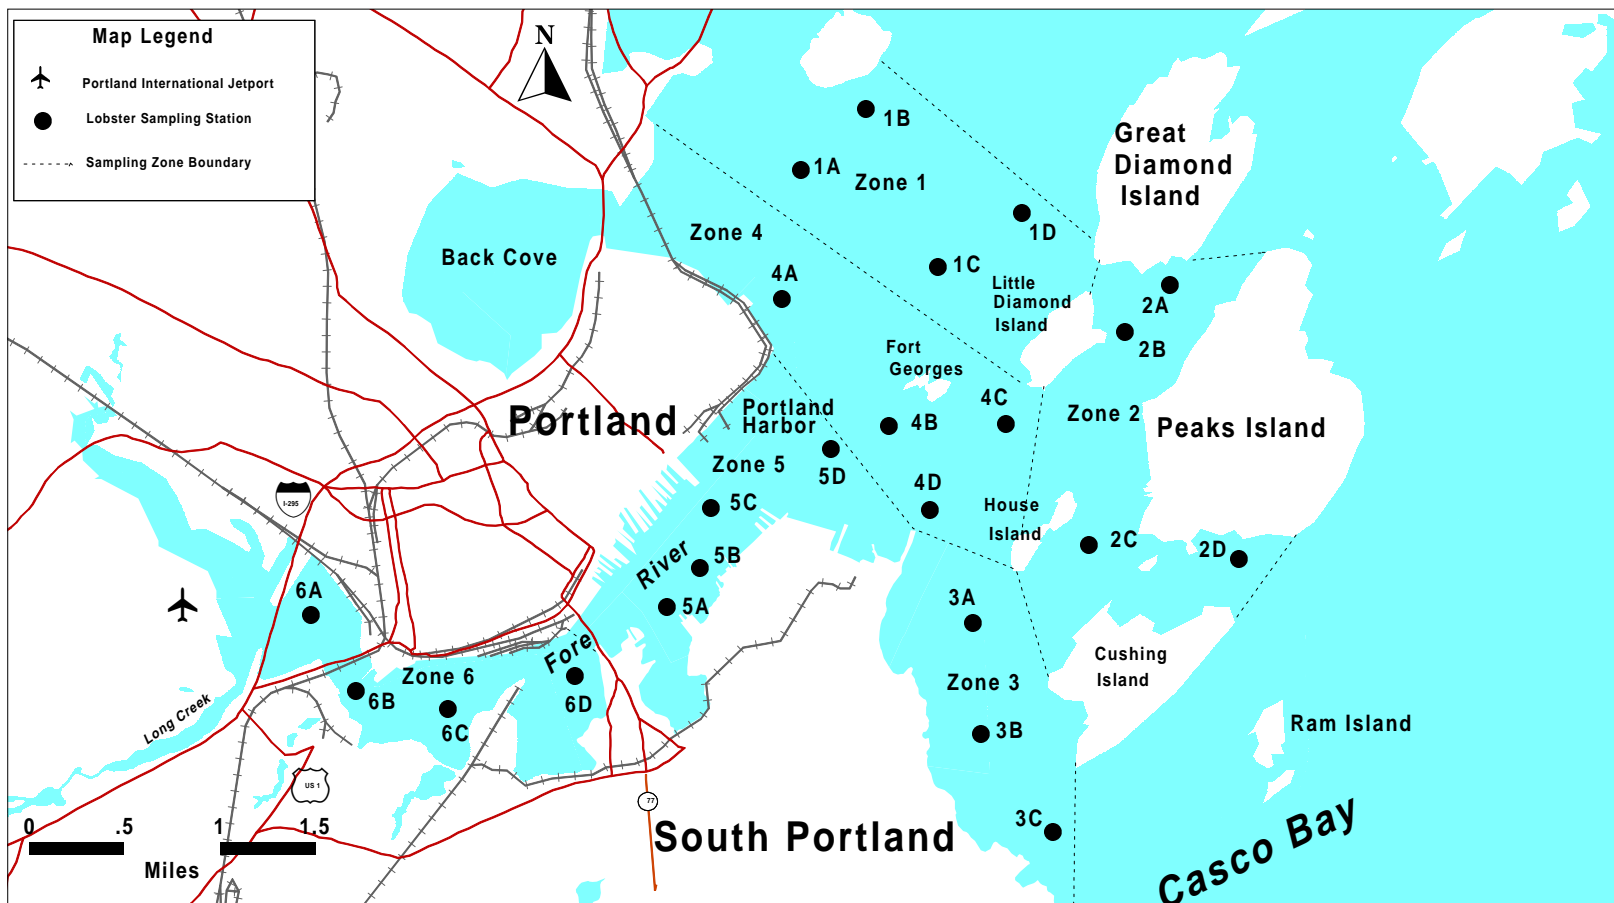 Map Legend
Portland International Jetport
Lobster Sampling Station
Sampling Zone Boundary
N
1B
1A
Zone 1
Great
Diamond
Island
Zone 4
1D
Back Cove
4A
1C
Little
Diamond
Island
2A
2B
Fort
Georges
Portland
Portland
Harbor
4B
4C
Zone 2
Peaks Island
Zone 5
5D
4D
House
Island
I-295
5C
2C
2D
River
5B
6A
5A
3A
Fore
Cushing
Island
Zone 6
6B
6C
6D
Zone 3
Long Creek
3B
Ram Island
US 1
77
0 .5 1 1.5
Miles
South Portland
3C
Casco Bay